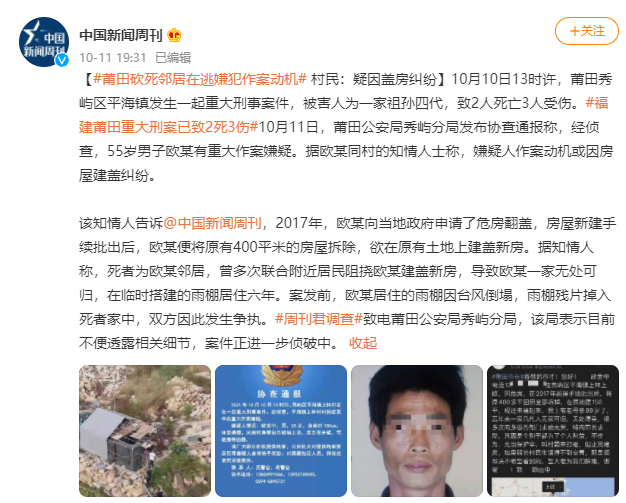 中国
新闻周刊
中国新闻周刊
+关注
10-11 19:31 已编辑
【#莆田砍死邻居在逃嫌犯作案动机# 村民：疑因盖房纠纷】10月10日13时许，莆田秀
屿区平海镇发生一起重大刑事案件，被害人为一家祖孙四代，致2人死亡3人受伤。#福
建莆田重大刑案已致2死3伤#10月11日，莆田公安局秀屿分局发布协查通报称，经侦
查，55岁男子欧某有重大作案嫌疑。据欧某同村的知情人士称，嫌疑人作案动机或因房
屋建盖纠纷。
该知情人告诉@中国新闻周刊，2017年，欧某向当地政府申请了危房翻盖，房屋新建手
续批出后，欧某便将原有400平米的房屋拆除，欲在原有土地上建盖新房。据知情人
称，死者为欧某邻居，曾多次联合附近居民阻挠欧某建盖新房，导致欧某一家无处可
归，在临时搭建的雨棚居住六年。案发前，欧某居住的雨棚因台风倒塌，雨棚残片掉入
死者家中，双方因此发生争执。#周刊君调查#致电莆田公安局秀屿分局，该局表示目前
不便透露相关细节，案件正进一步侦破中。 收起
协查通报